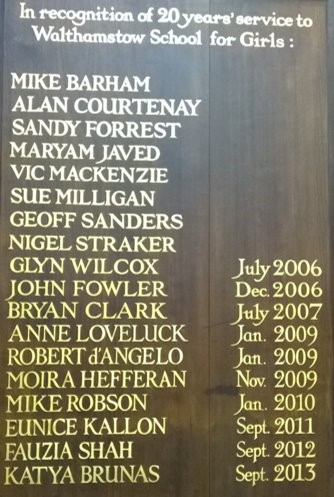 In recognition of 20 years' service to
Walthamstow School for Girls :
MIKE BARHAM
ALAN COURTENAY
SANDY FORREST
MARYAM JAVED
VIC MACKENZIE
SUE MILLIGAN
GEOFF SANDERS
NIGEL STRAKER
GLYN WILCOX July 2006
JOHN FOWLER Dec. 2006
BRYAN CLARK July 2007
ANNE LOVELUCK Jan. 2009
ROBERT d'ANGELO Jan. 2009
MOIRA HEFFERAN Nov. 2009
MIKE ROBSON Jan. 2010
EUNICE KALLON Sept. 2011
FAUZIA SHAH Sept. 2012
KATYA BRUNAS Sept. 2013